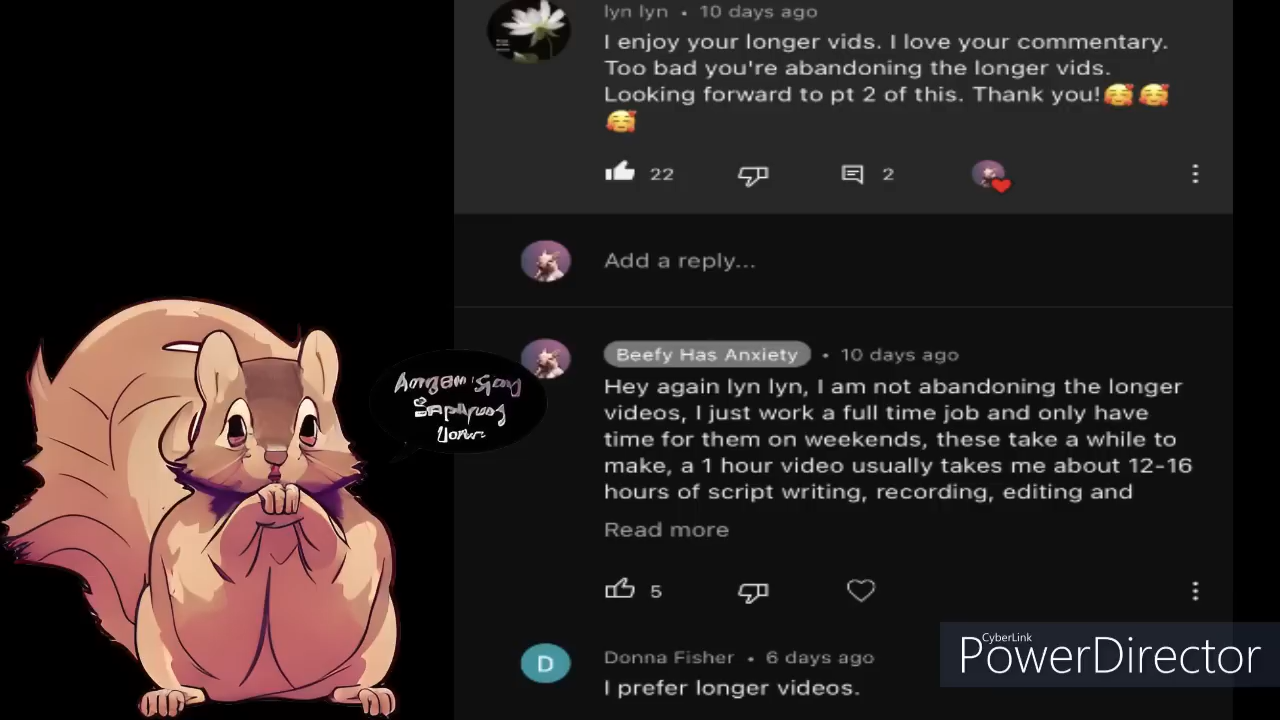 lyn lyn • 10 days ago
I enjoy your longer vids. I love your commentary.
Too bad you're abandoning the longer vids.
Looking forward to pt 2 of this. Thank you!🥰🥰
🥰
22
2
Add a reply...
Beefy Has Anxiety • 10 days ago
Hey again lyn lyn, I am not abandoning the longer
videos, I just work a full time job and only have
time for them on weekends, these take a while to
make, a 1 hour video usually takes me about 12-16
hours of script writing, recording, editing and
Read more
5
D
Donna Fisher • 6 days ago
I prefer longer videos.
CyberLink
PowerDirector